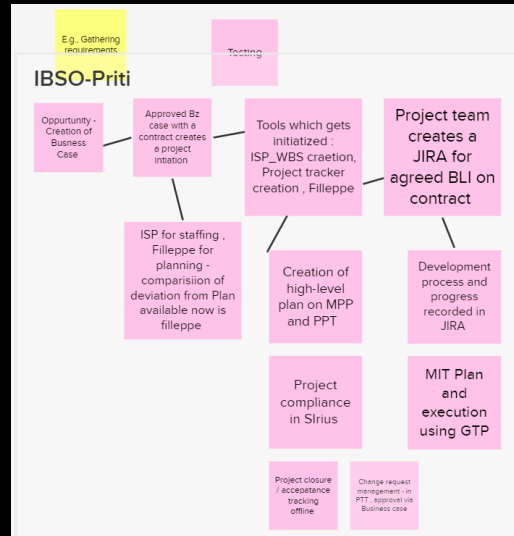 E.g., Gathering
requirements
Testing
IBSO-Priti
Oppurtunity -
Creation of
Busness
Case
Approved Bz
case with a
contract creates
a project
intiation
Tools which gets
initiatized :
ISP_WBS craetion,
Project tracker
creation , Filleppe
Project team
creates a
JIRA for
agreed BLI on
contract
ISP for staffing ,
Filleppe for
planning -
comparisiion of
deviation from Plan
available now is
filleppe
Creation of
high-level
plan on MPP
and PPT
Development
process and
progress
recorded in
JIRA
Project
compliance
in SIrius
MIT Plan
and
execution
using GTP
Project closure
/ accepatance
tracking
offline
Change request
management - in
PTT , approval via
Business case